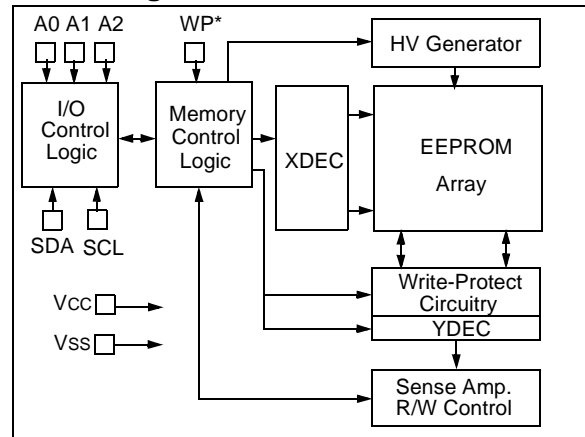 A0 A1 A2
WP*
HV Generator
I/O
Control
Logic
Memory
Control
Logic
XDEC
EEPROM
Array
SDA
SCL
Write-Protect
Circuitry
YDEC
VCC
VSS
Sense Amp.
R/W Control